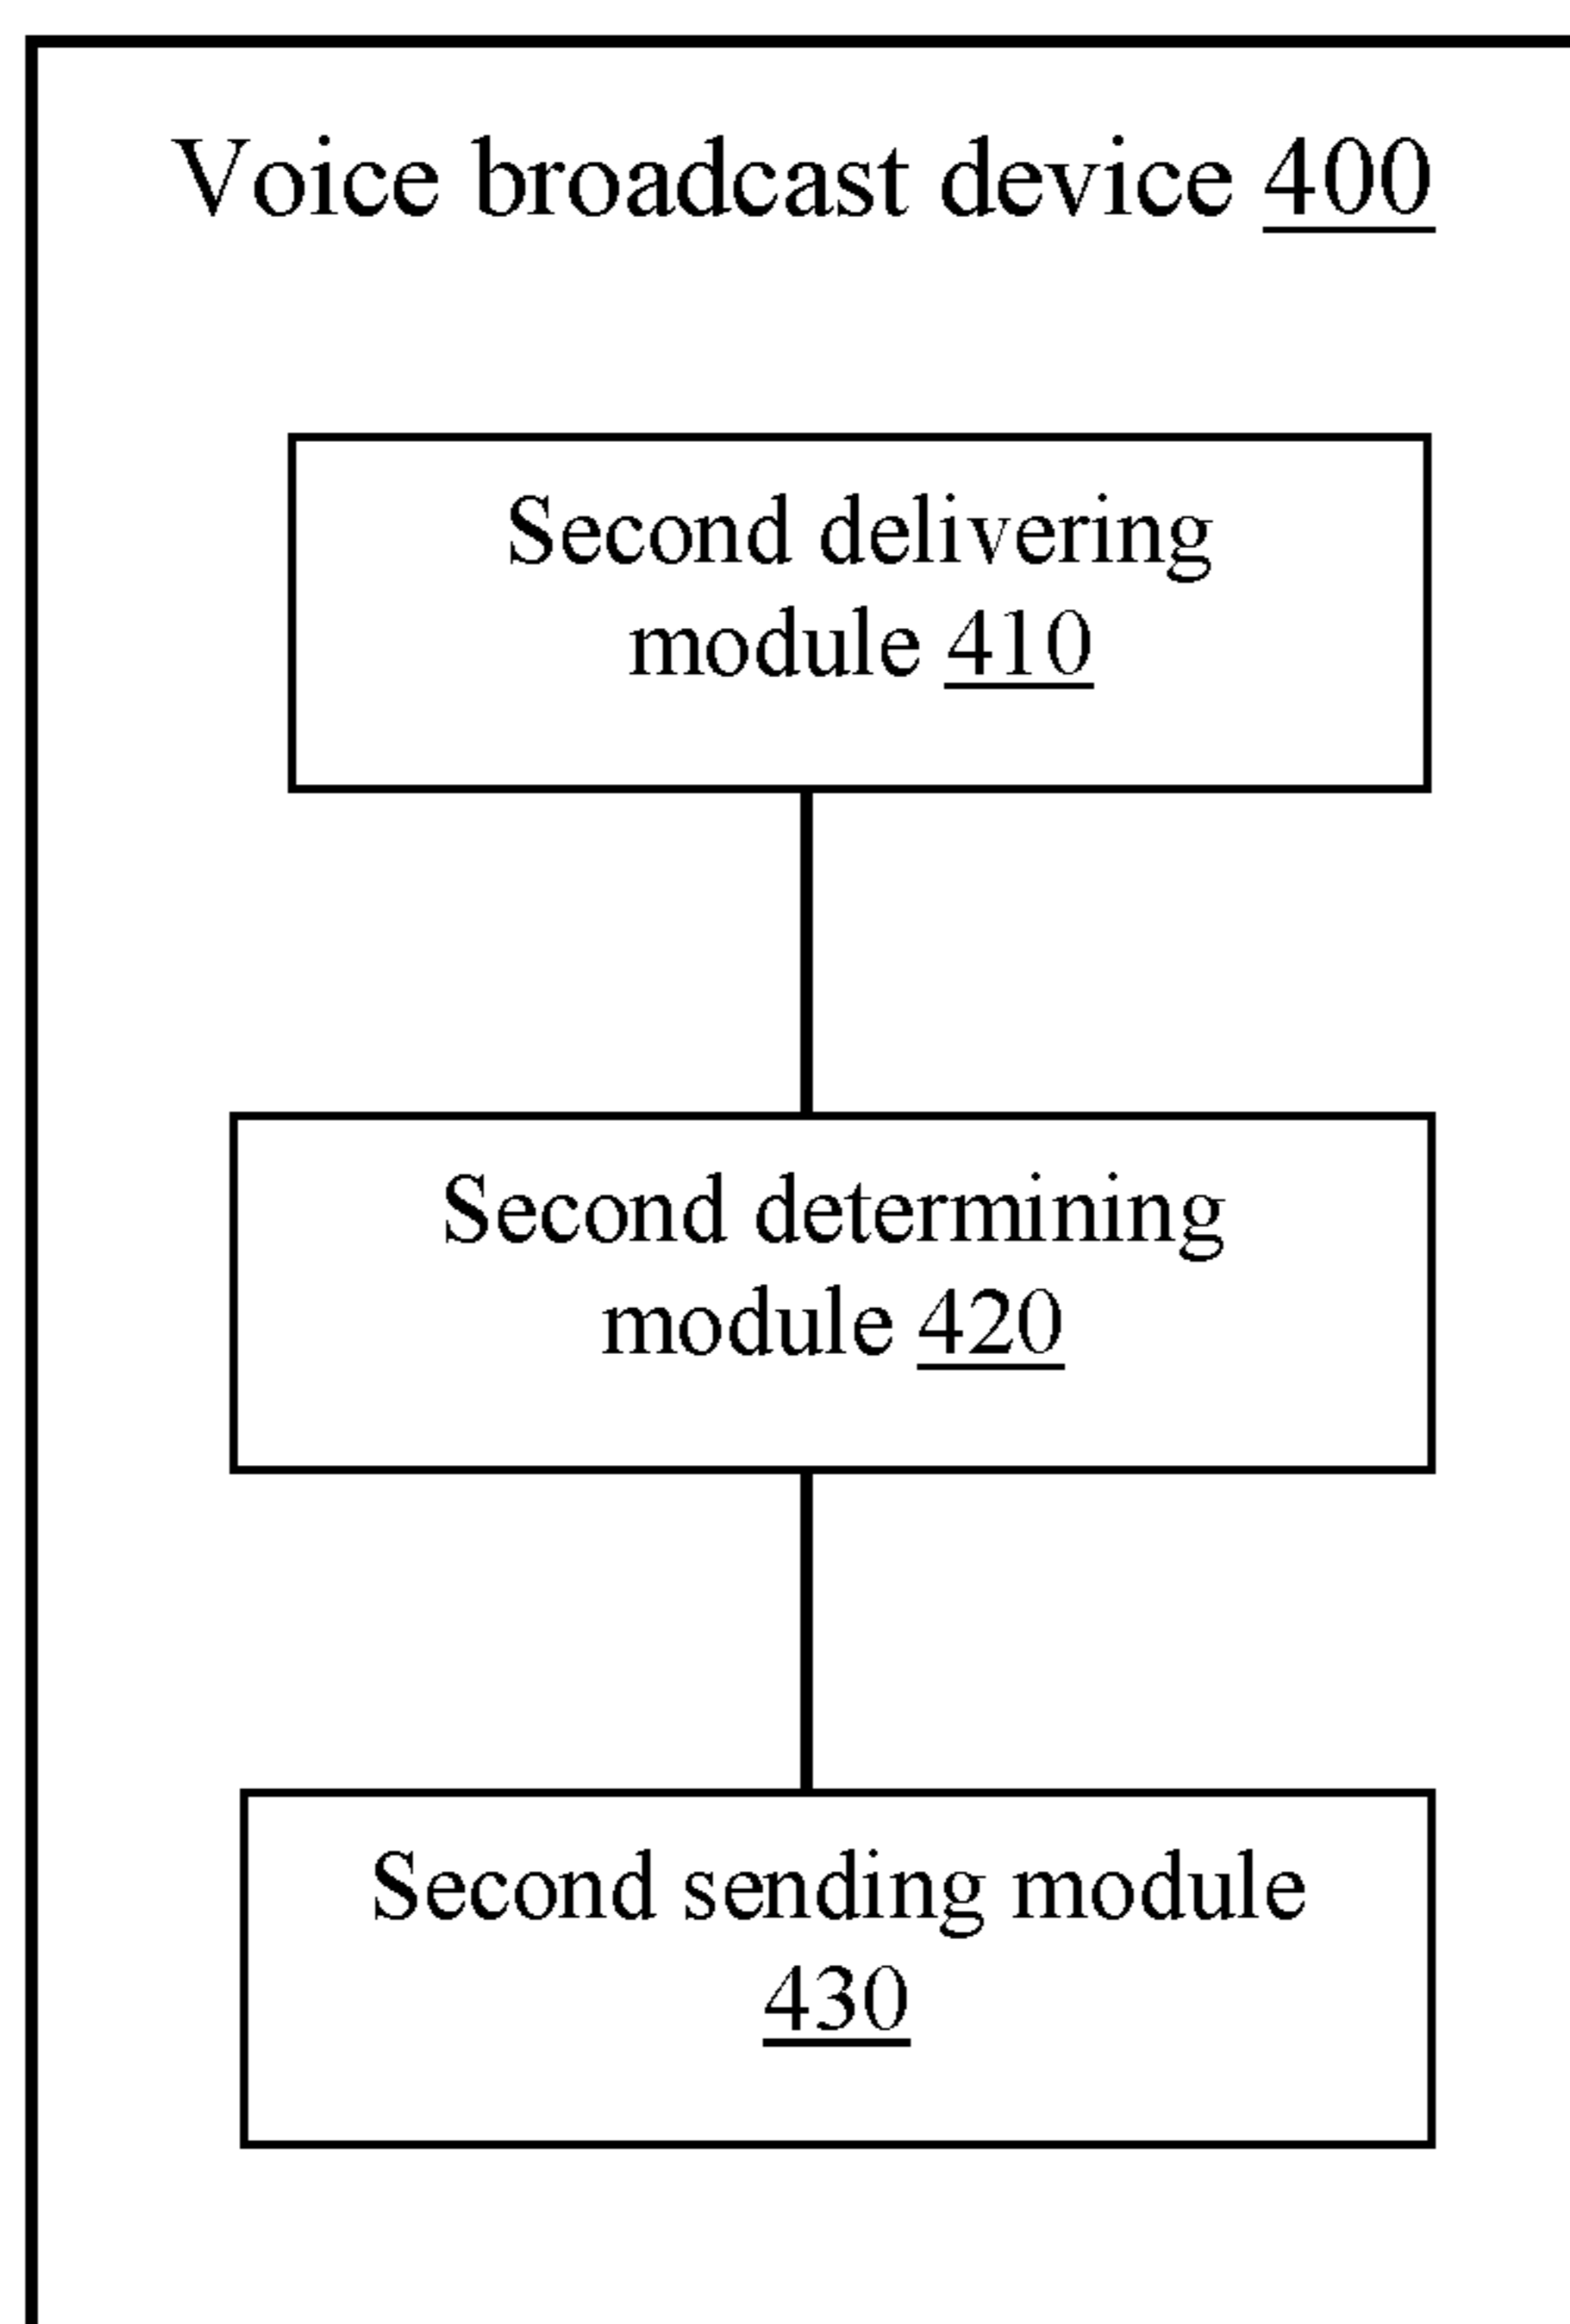 Voice broadcast device 400
Second delivering
module 410
Second determining
module 420
Second sending module
430